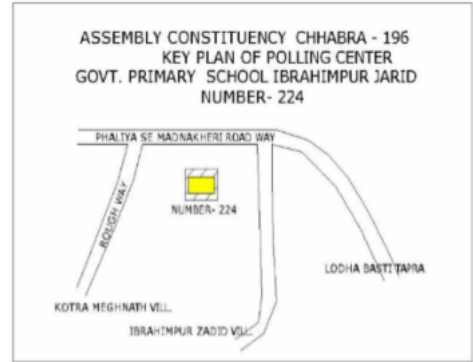 ASSEMBLY CONSTITUENCY CHHABRA - 196
KEY PLAN OF POLLING CENTER
GOVT. PRIMARY SCHOOL IBRAHIMPUR JARID
NUMBER- 224
PHALIYA SE MADNAKHERI ROAD WAY
ROUGH WAY
NUMBER- 224
LODHA BASTI TAPRA
KOTRA MEGHNATH VILL.
IBRAHIMPUR ZADID VILL.